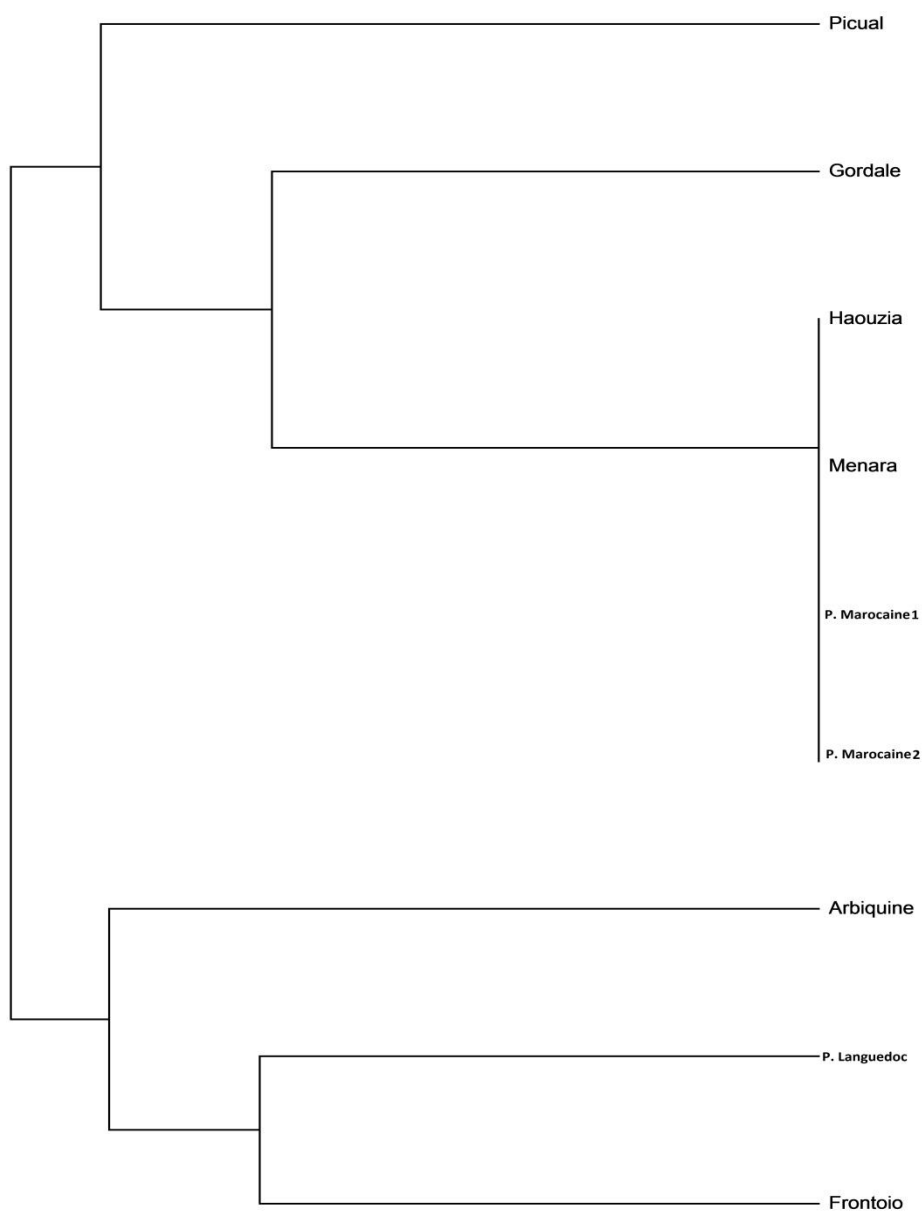 Picual
Gordale
Haouzia
Menara
P. Marocaine1
P. Marocaine2
Arbiquine
P. Languedoc
Frontoio